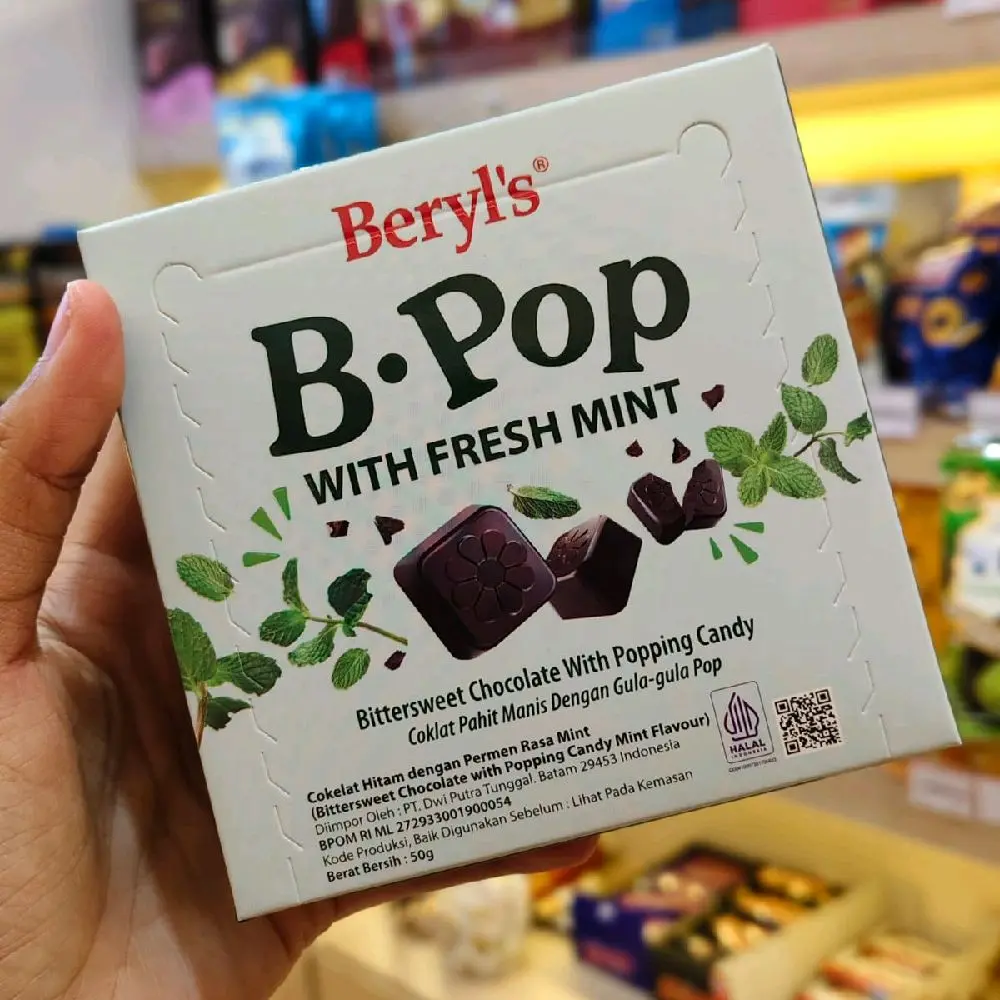 Beryl's®
B·Pop
WITH FRESH MINT
Bittersweet Chocolate With Popping Candy
Coklat Pahit Manis Dengan Gula-gula Pop
Cokelat Hitam dengan Permen Rasa Mint
(Bittersweet Chocolate with Popping Candy Mint Flavour)
Diimpor Oleh : PT. Dwi Putra Tunggal. Batam 29453 Indonesia
BPOM RI ML 272933001900054
Kode Produksi, Baik Digunakan Sebelum : Lihat Pada Kemasan
Berat Bersih : 50g
HALAL
INDONESIA